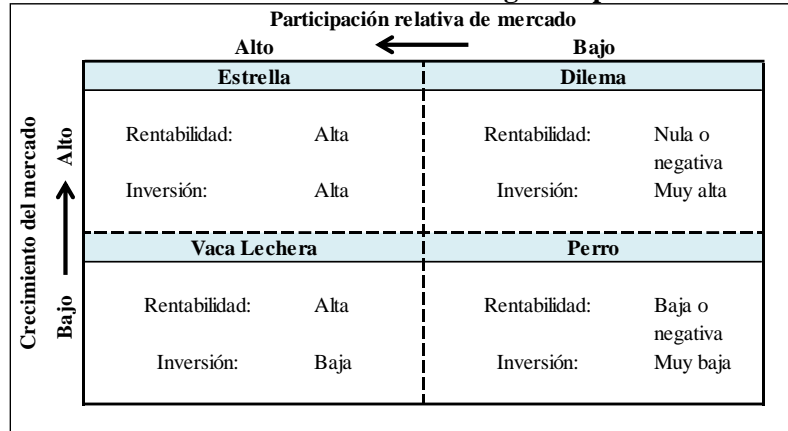 Participación relativa de mercado
Alto Bajo
Estrella Dilema
Crecimiento del mercado
Alto
Rentabilidad: Alta Rentabilidad: Nula o
negativa
Inversión: Alta Inversión: Muy alta
Vaca Lechera Perro
Bajo
Rentabilidad: Alta Rentabilidad: Baja o
negativa
Inversión: Baja Inversión: Muy baja